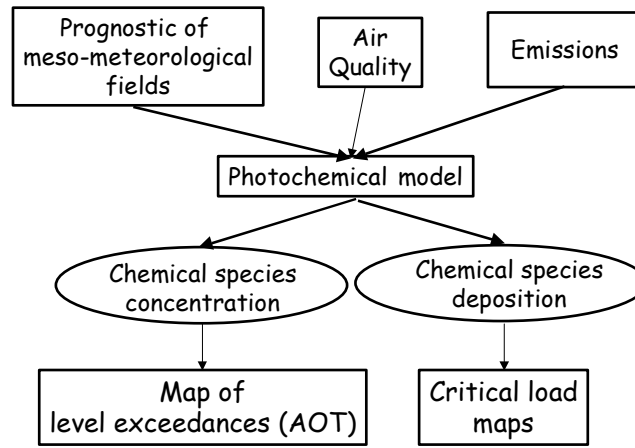 Prognostic of
meso-meteorological
fields
Air
Quality
Emissions
Photochemical model
Chemical species
concentration
Chemical species
deposition
Map of
level exceedances (AOT)
Critical load
maps